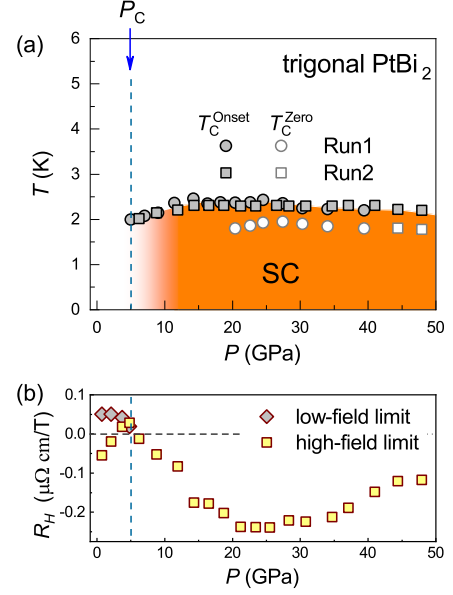 P_C
(a)
trigonal PtBi_2
T_C^Onset T_C^Zero
Run1
Run2
SC
T (K)
6
5
4
3
2
1
0
0 10 20 30 40 50
P (GPa)
(b)
low-field limit
high-field limit
R_H (μΩ cm/T)
0.1
0.0
-0.1
-0.2
0 10 20 30 40 50
P (GPa)